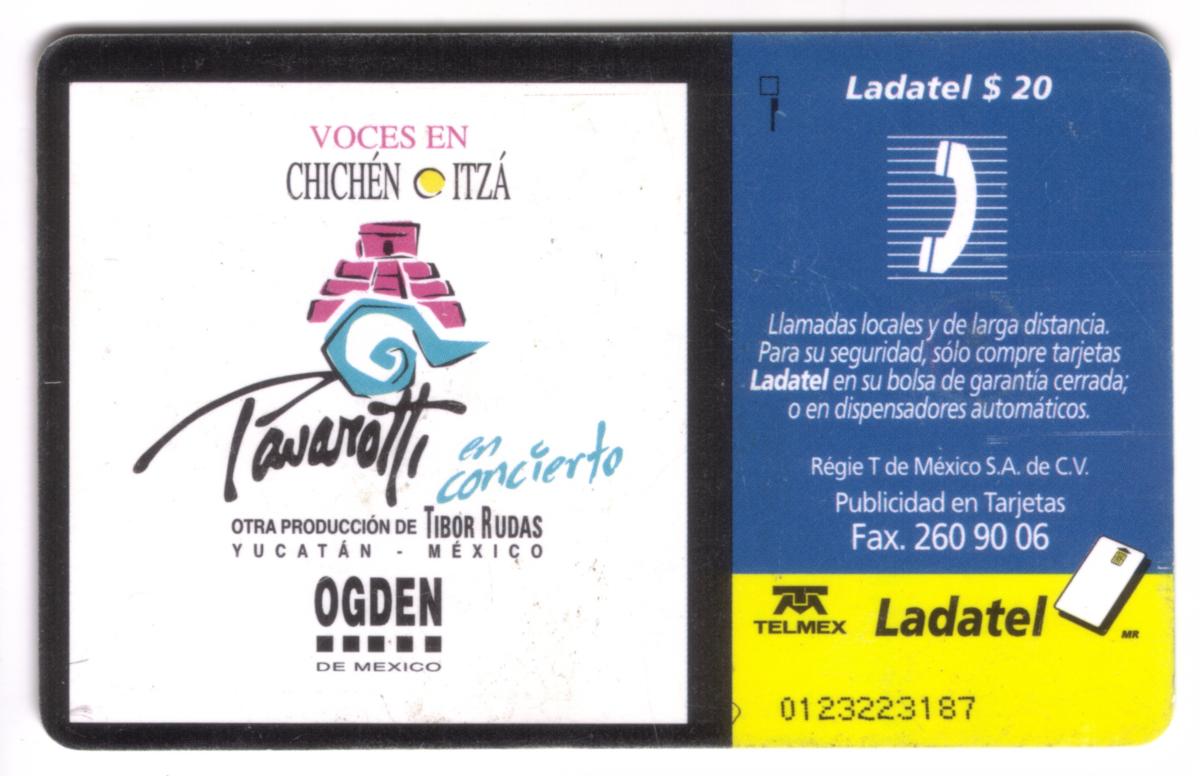 VOCES EN
CHICHÉN ITZÁ
Pavarotti
en
concierto
OTRA PRODUCCIÓN DE TIBOR RUDAS
YUCATÁN - MÉXICO
OGDEN
DE MEXICO
Ladatel $ 20
Llamadas locales y de larga distancia.
Para su seguridad, sólo compre tarjetas
Ladatel en su bolsa de garantía cerrada;
o en dispensadores automáticos.
Régie T de México S.A. de C.V.
Publicidad en Tarjetas
Fax. 260 90 06
TELMEX
Ladatel
MR
0123223187